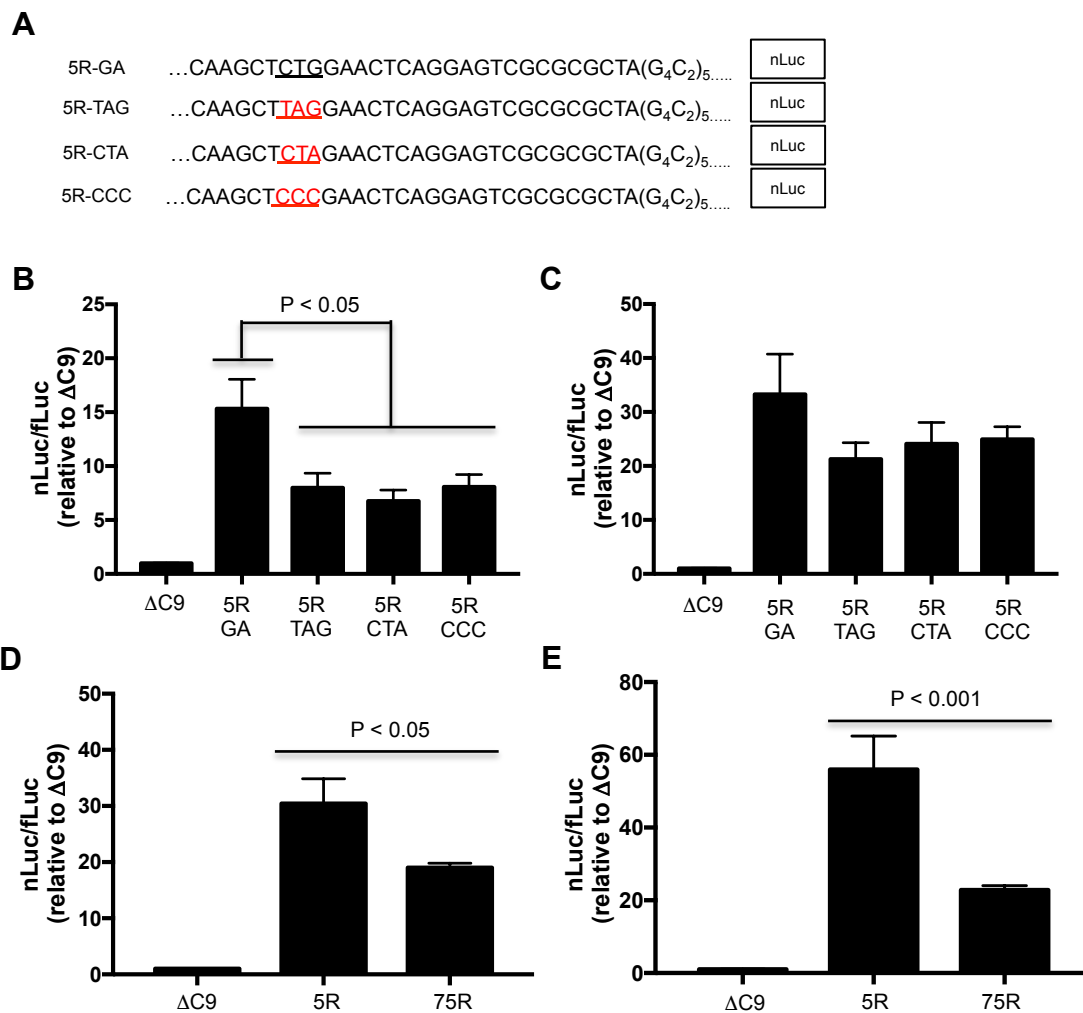 A
5R-GA …CAAGCTCTGGAACTCAGGAGTCGCGCGCTA(G₄C₂)₅..... nLuc
5R-TAG …CAAGCTTAGGAACTCAGGAGTCGCGCGCTA(G₄C₂)₅..... nLuc
5R-CTA …CAAGCTCTAGAACTCAGGAGTCGCGCGCTA(G₄C₂)₅..... nLuc
5R-CCC …CAAGCTCCCGAACTCAGGAGTCGCGCGCTA(G₄C₂)₅..... nLuc
B
nLuc/fLuc
(relative to ΔC9)
25
20
15
10
5
0
P < 0.05
ΔC9
5R
GA
5R
TAG
5R
CTA
5R
CCC
C
nLuc/fLuc
(relative to ΔC9)
50
40
30
20
10
0
ΔC9
5R
GA
5R
TAG
5R
CTA
5R
CCC
D
nLuc/fLuc
(relative to ΔC9)
50
40
30
20
10
0
P < 0.05
ΔC9
5R
75R
E
nLuc/fLuc
(relative to ΔC9)
80
60
40
20
0
P < 0.001
ΔC9
5R
75R